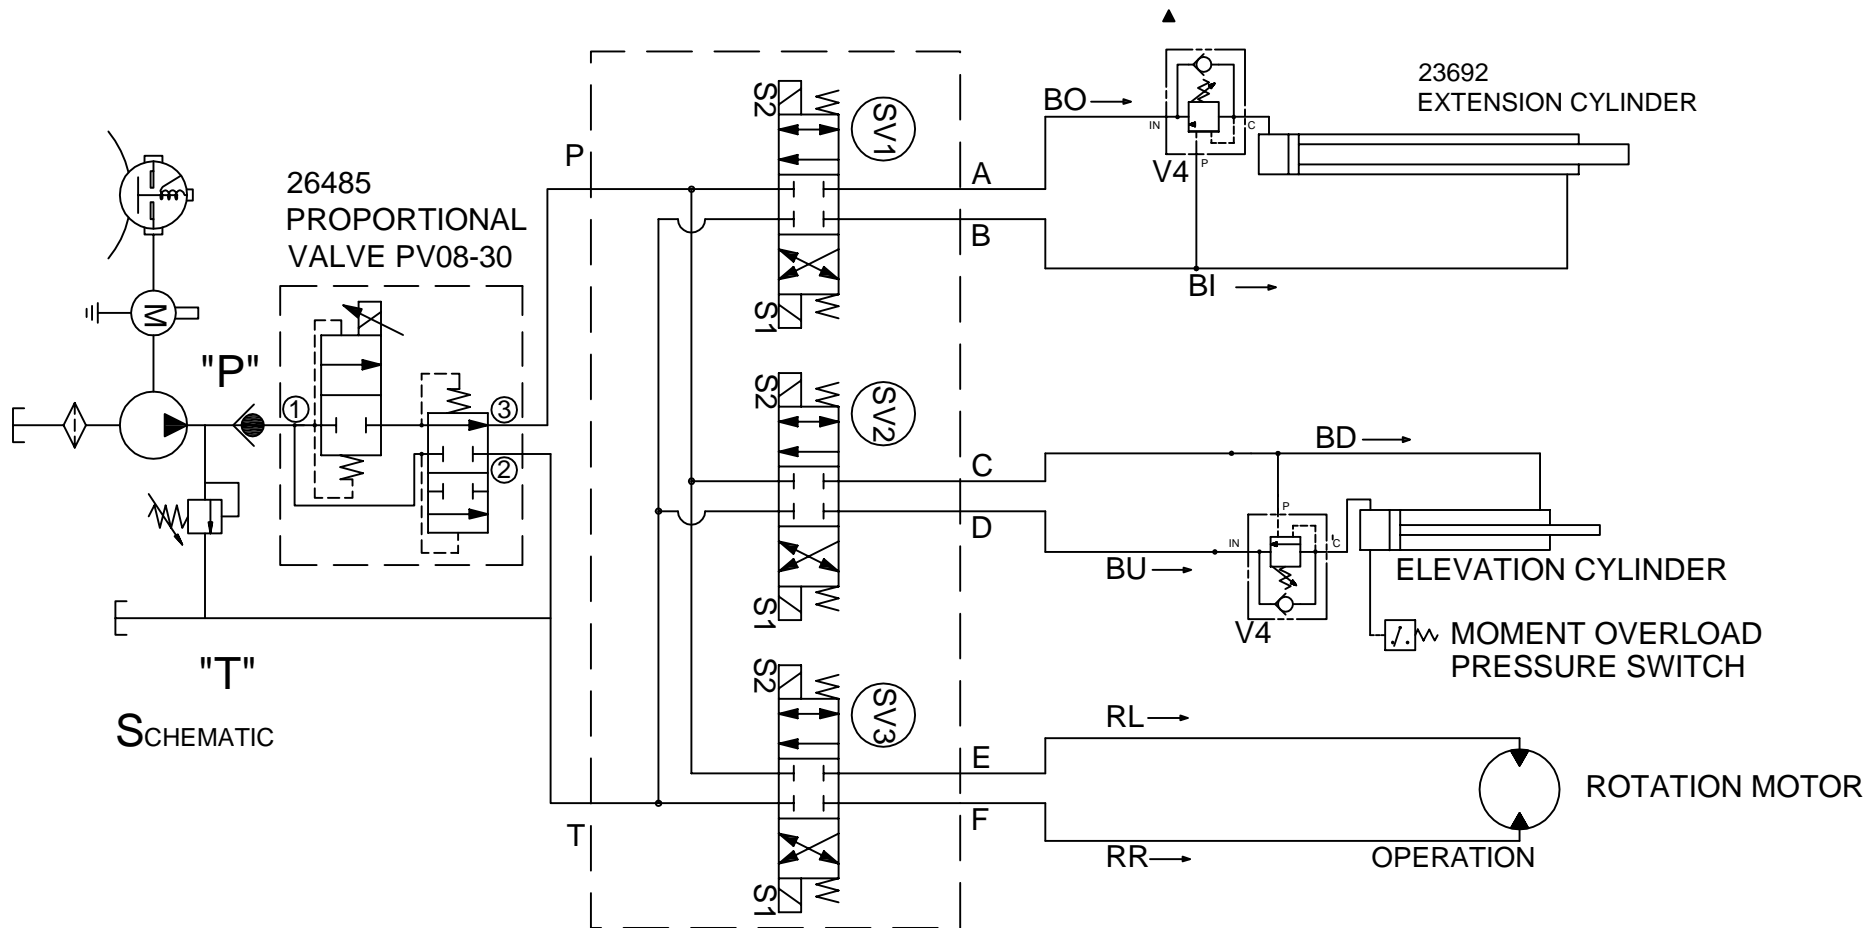 23692
EXTENSION CYLINDER
BO
IN
C
P
V4
BI
S2
SV1
S1
P
A
B
26485
PROPORTIONAL
VALVE PV08-30
M
"P"
1
3
2
"T"
SCHEMATIC
S2
SV2
S1
C
D
BD
BU
P
IN
'C
V4
ELEVATION CYLINDER
MOMENT OVERLOAD
PRESSURE SWITCH
S2
SV3
S1
E
F
T
RL
RR
ROTATION MOTOR
OPERATION